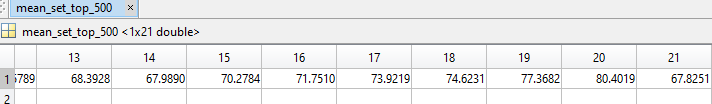 mean_set_top_500 ×
mean_set_top_500 <1x21 double>
13 14 15 16 17 18 19 20 21
1 5789 68.3928 67.9890 70.2784 71.7510 73.9219 74.6231 77.3682 80.4019 67.8251
2